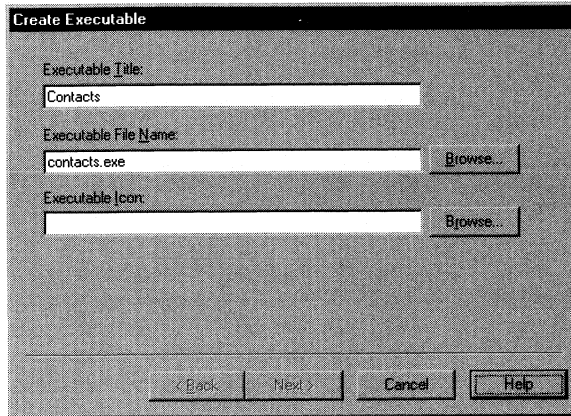 Create Executable
Executable Title:
Contacts
Executable File Name:
contacts.exe
Browse...
Executable Icon:
Browse...
< Back
Next >
Cancel
Help